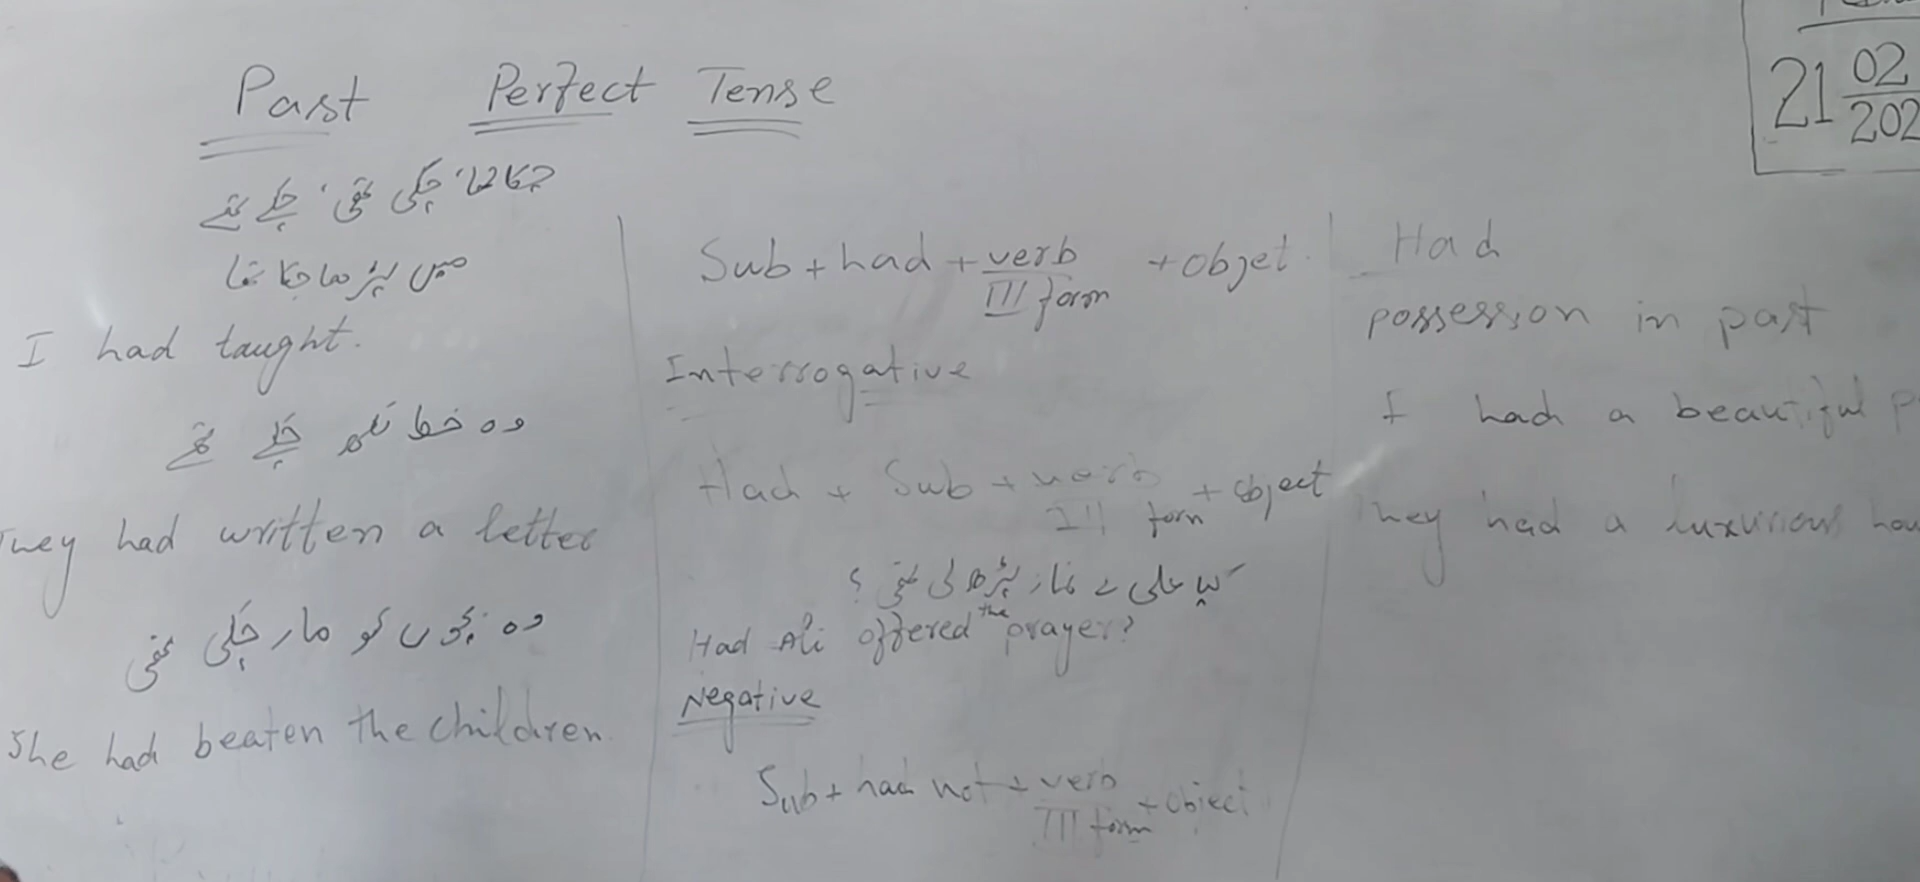 Past Perfect Tense
21 02
202
چکا تھا، چکی تھی، چکے تھے
میں پڑھا چکا تھا
I had taught.
وہ خط لکھ چکے تھے
They had written a letter
وہ بچوں کو مار چکی تھی
She had beaten the children.
Sub + had + verb + objet.
III form
Interrogative
Had + Sub + verb + object
III form
کیا علی نے نماز پڑھ لی تھی ؟
Had Ali offered the prayer?
Negative
Sub + had not + verb + object
III form
Had
possession in past
I had a beautiful
They had a luxurious